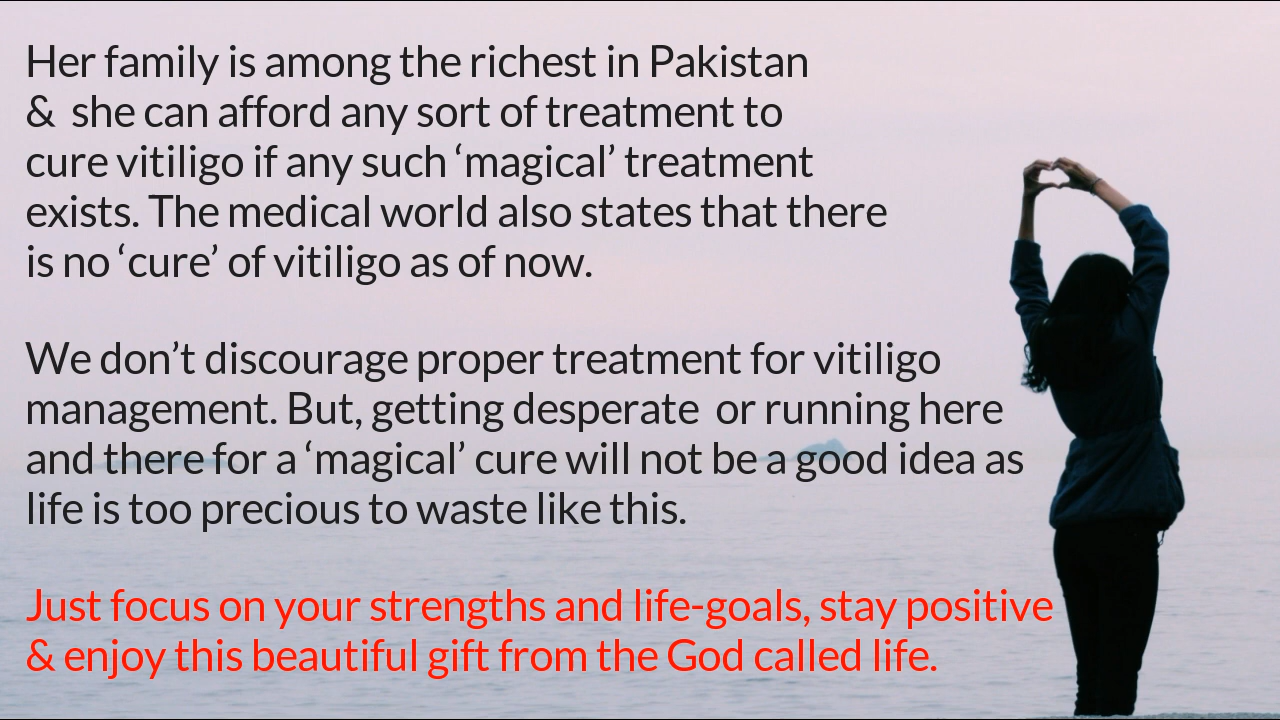 Her family is among the richest in Pakistan
& she can afford any sort of treatment to
cure vitiligo if any such ‘magical’ treatment
exists. The medical world also states that there
is no ‘cure’ of vitiligo as of now.
We don’t discourage proper treatment for vitiligo
management. But, getting desperate or running here
and there for a ‘magical’ cure will not be a good idea as
life is too precious to waste like this.
Just focus on your strengths and life-goals, stay positive
& enjoy this beautiful gift from the God called life.